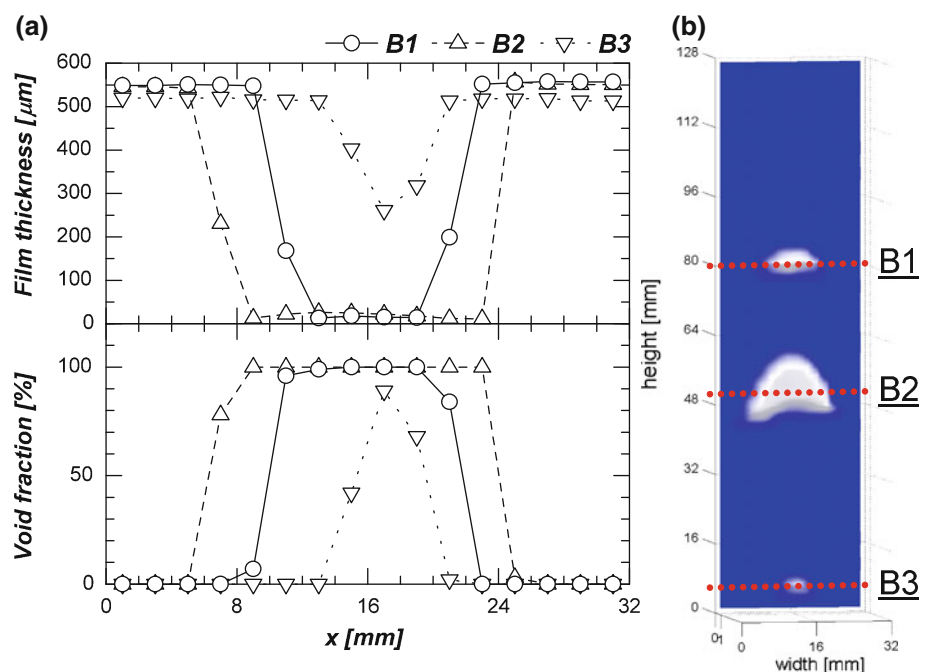 (a)
B1 B2 B3
Film thickness [μm]
600
500
400
300
200
100
0
Void fraction [%]
100
50
0
0 8 16 24 32
x [mm]
(b)
height [mm]
128
112
96
80
64
48
32
16
0
B1
B2
B3
0 1
0 16 32
width [mm]